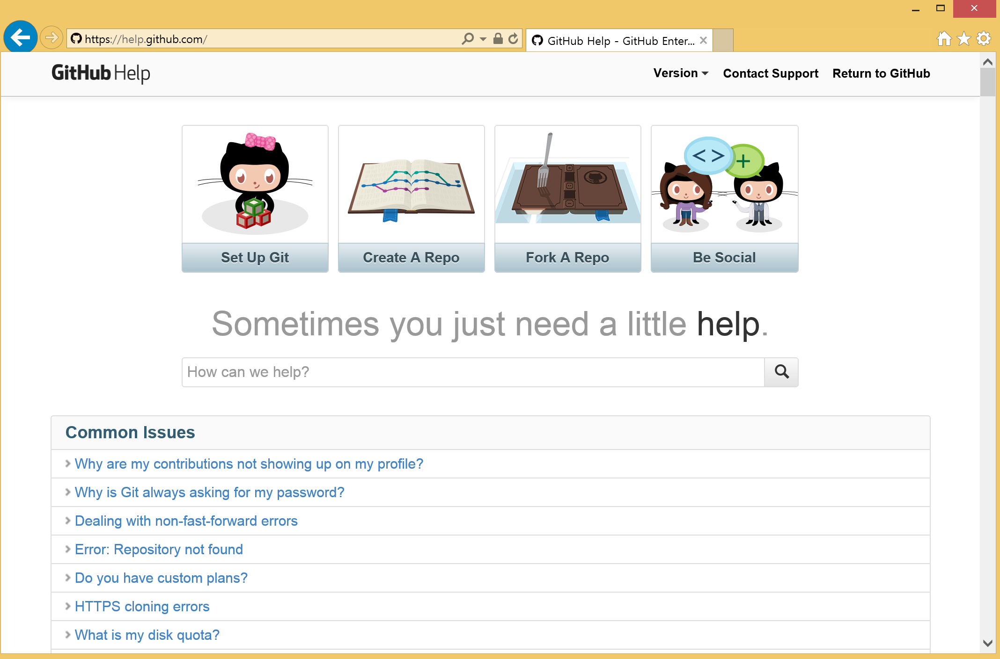 https://help.github.com/
GitHub Help - GitHub Enter...
GitHub Help
Version
Contact Support
Return to GitHub
< >
+
Set Up Git
Create A Repo
Fork A Repo
Be Social
Sometimes you just need a little help.
How can we help?
Common Issues
Why are my contributions not showing up on my profile?
Why is Git always asking for my password?
Dealing with non-fast-forward errors
Error: Repository not found
Do you have custom plans?
HTTPS cloning errors
What is my disk quota?